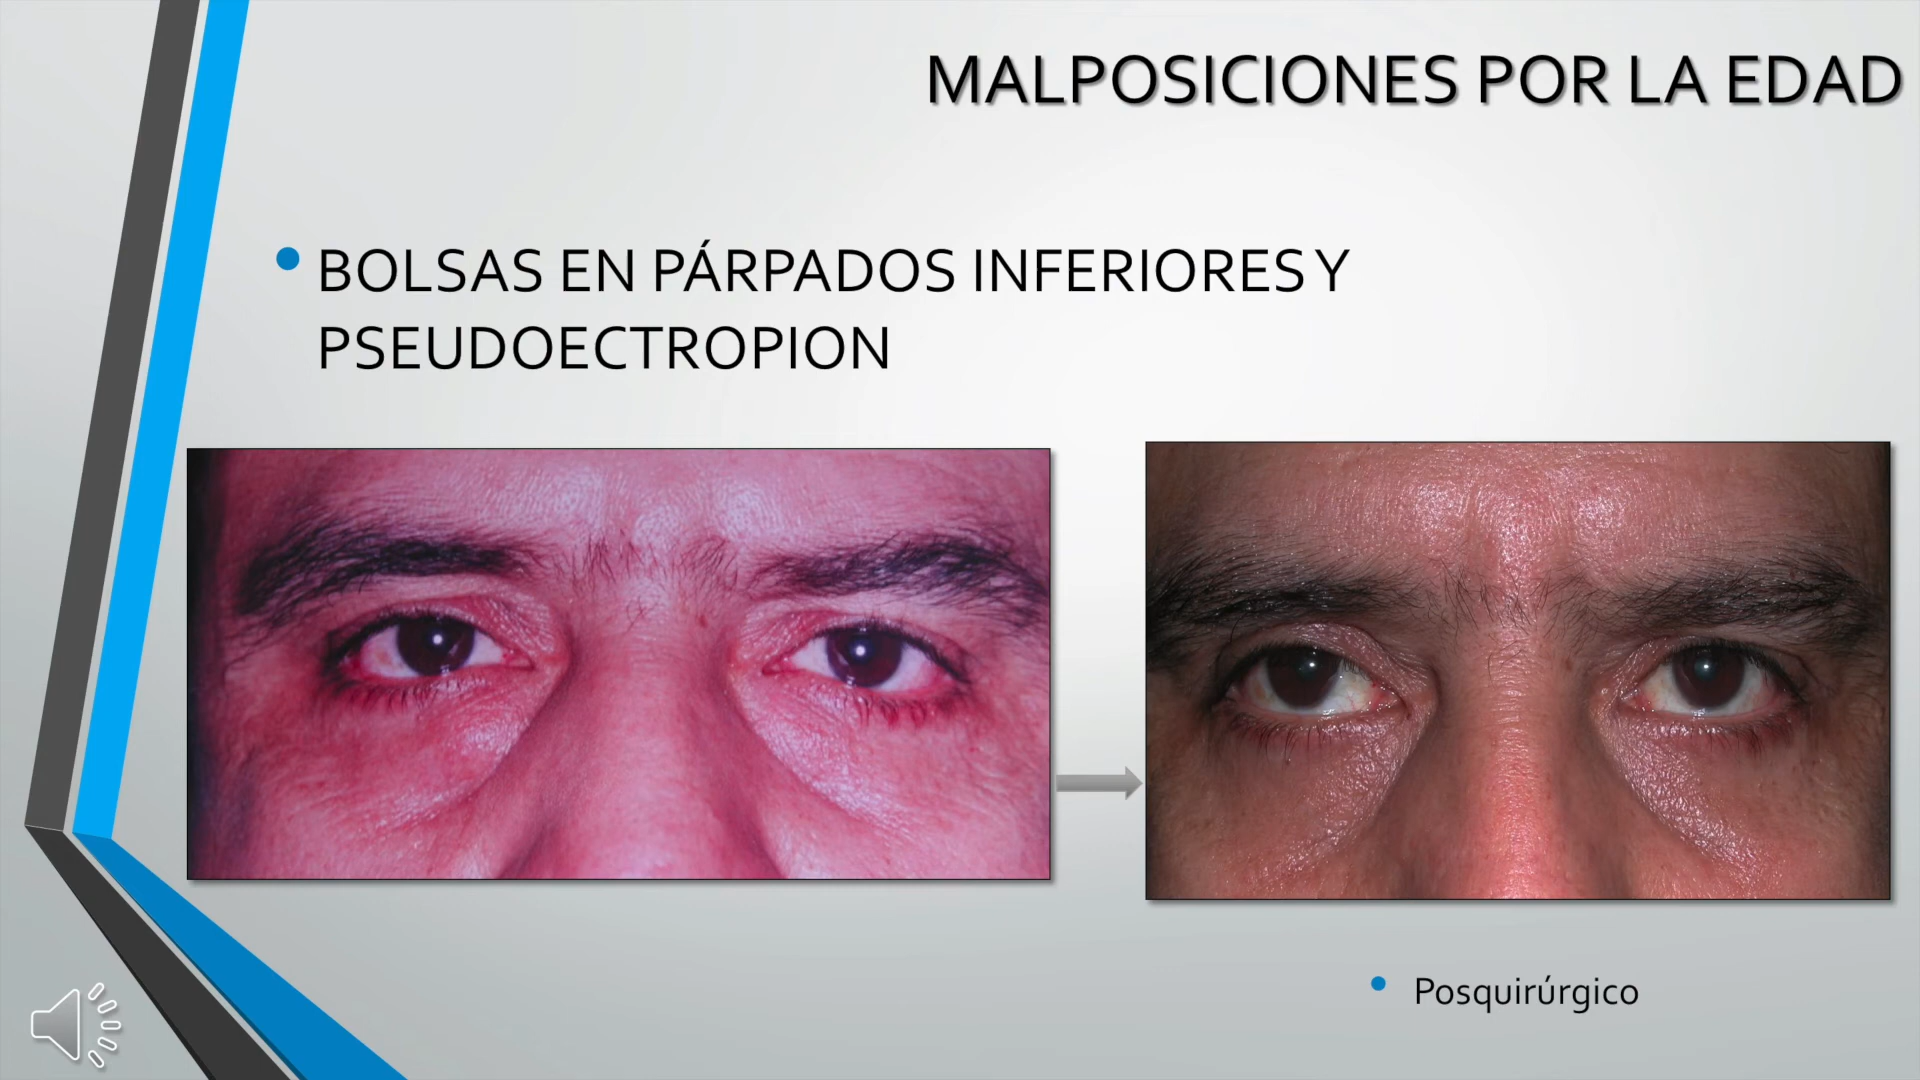 MALPOSICIONES POR LA EDAD
BOLSAS EN PÁRPADOS INFERIORES Y
PSEUDOECTROPION
Posquirúrgico